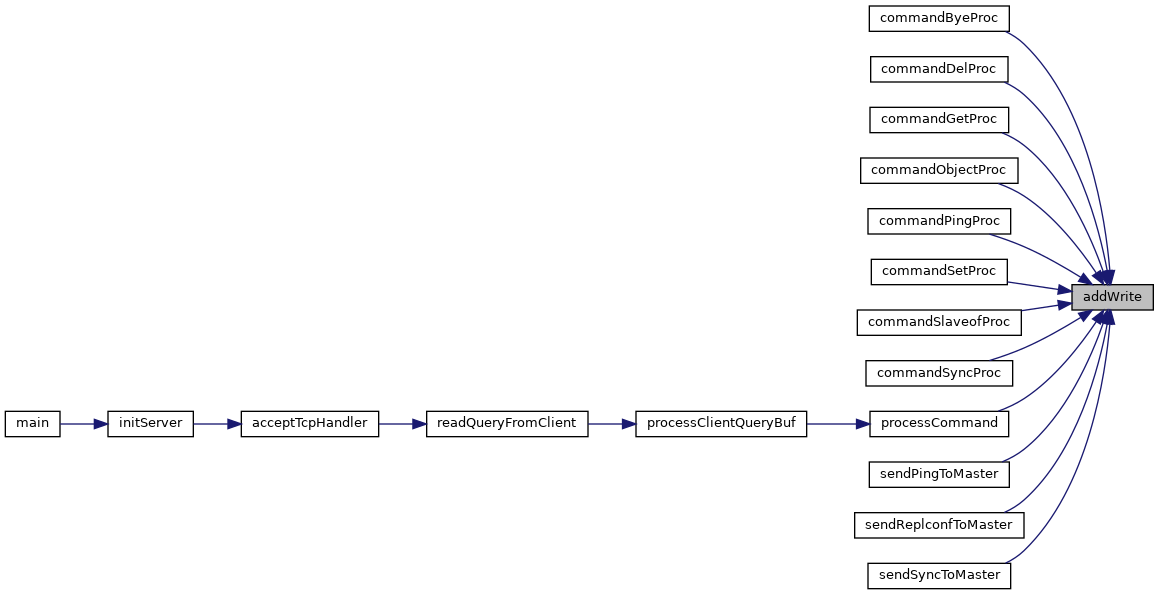 commandByeProc
commandDelProc
commandGetProc
commandObjectProc
commandPingProc
commandSetProc
addWrite
commandSlaveofProc
commandSyncProc
main
initServer
acceptTcpHandler
readQueryFromClient
processClientQueryBuf
processCommand
sendPingToMaster
sendReplconfToMaster
sendSyncToMaster